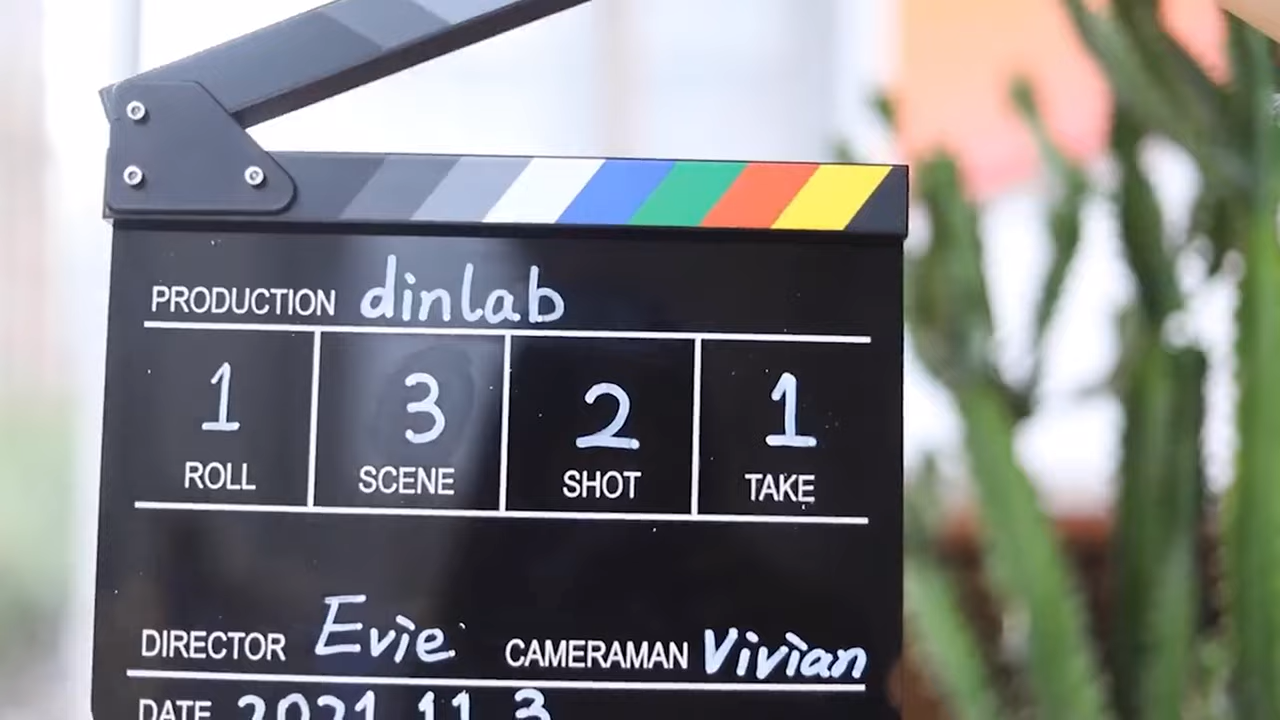 PRODUCTION dinlab
1 3 2 1
ROLL SCENE SHOT TAKE
DIRECTOR Evie CAMERAMAN Vivian
DATE 2021.11.3